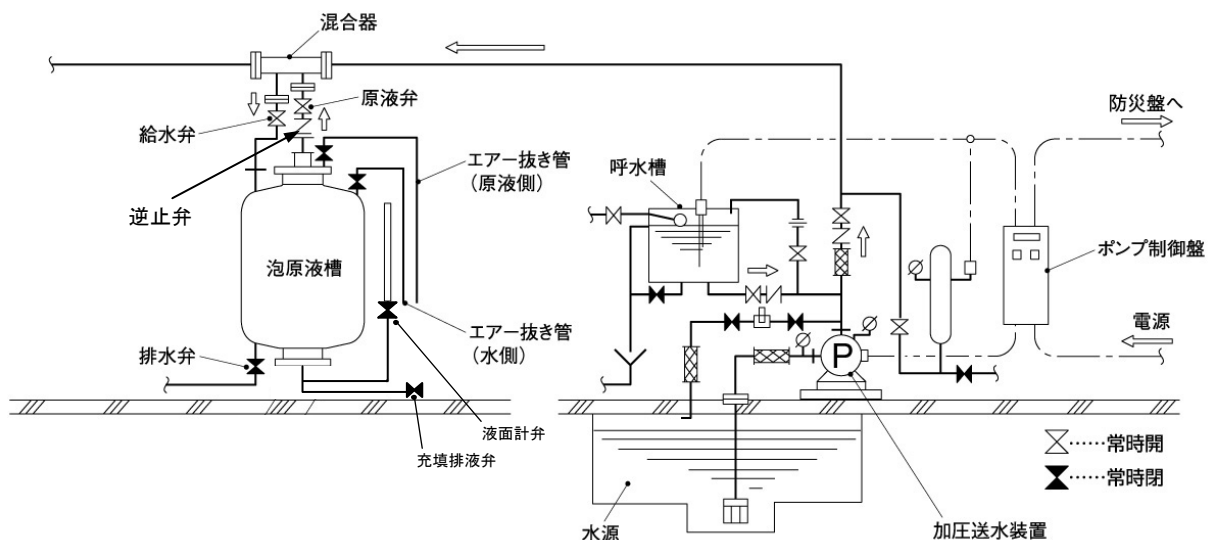 混合器
原液弁
給水弁
逆止弁
エアー抜き管
（原液側）
泡原液槽
エアー抜き管
（水側）
排水弁
液面計弁
充填排液弁
呼水槽
防災盤へ
ポンプ制御盤
電源
P
水源
加圧送水装置
……常時開
……常時閉